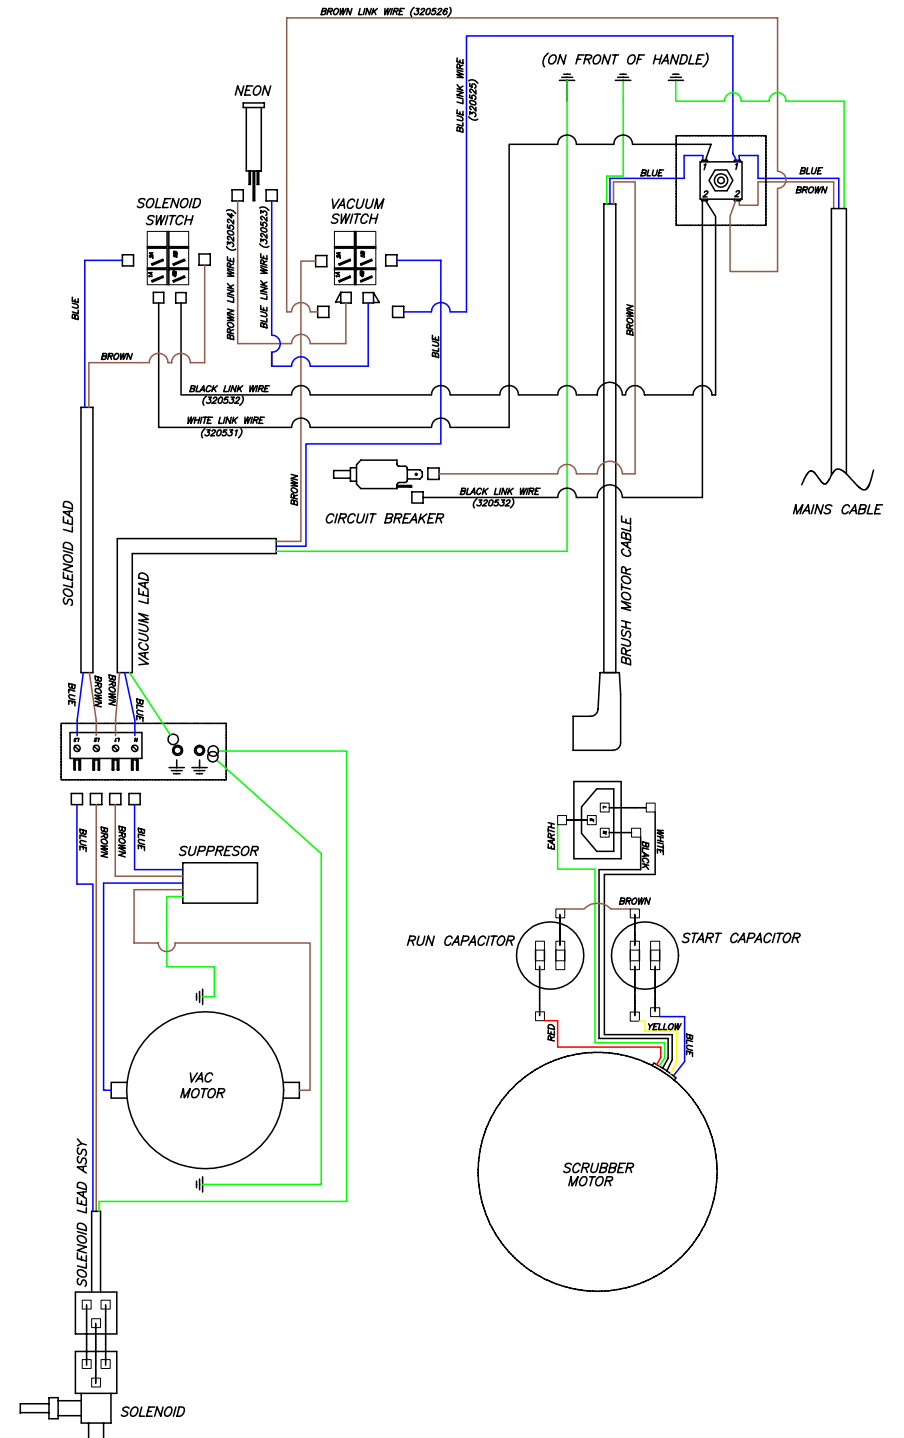 BROWN LINK WIRE (320526)
(ON FRONT OF HANDLE)
BLUE LINK WIRE
(320525)
NEON
BLUE
BLUE
BROWN
1
1
2
2
SOLENOID
SWITCH
VACUUM
SWITCH
BROWN LINK WIRE (320524)
BLUE LINK WIRE (320523)
BLUE
BROWN
BLUE
BROWN
BLACK LINK WIRE
(320532)
WHITE LINK WIRE
(320531)
BROWN
BLACK LINK WIRE
(320532)
CIRCUIT BREAKER
MAINS CABLE
SOLENOID LEAD
VACUUM LEAD
BRUSH MOTOR CABLE
BLUE
BROWN
BROWN
BLUE
BLUE
BROWN
BROWN
BLUE
SUPPRESOR
EARTH
WHITE
BLACK
BROWN
RUN CAPACITOR
START CAPACITOR
RED
YELLOW
BLUE
VAC
MOTOR
SCRUBBER
MOTOR
SOLENOID LEAD ASSY
SOLENOID